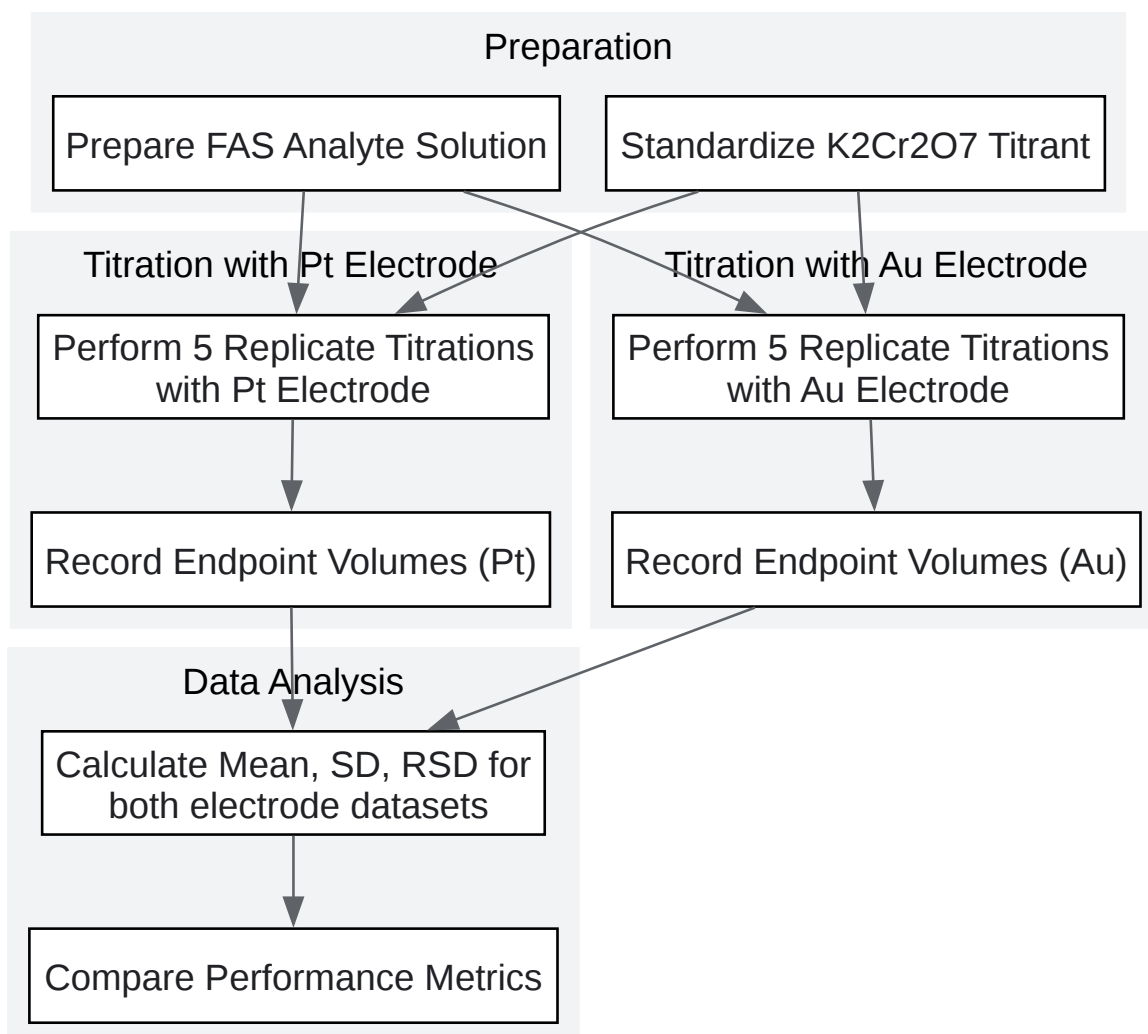 Preparation
Prepare FAS Analyte Solution
Standardize K2Cr2O7 Titrant
Titration with Pt Electrode
Perform 5 Replicate Titrations
with Pt Electrode
Record Endpoint Volumes (Pt)
Titration with Au Electrode
Perform 5 Replicate Titrations
with Au Electrode
Record Endpoint Volumes (Au)
Data Analysis
Calculate Mean, SD, RSD for
both electrode datasets
Compare Performance Metrics